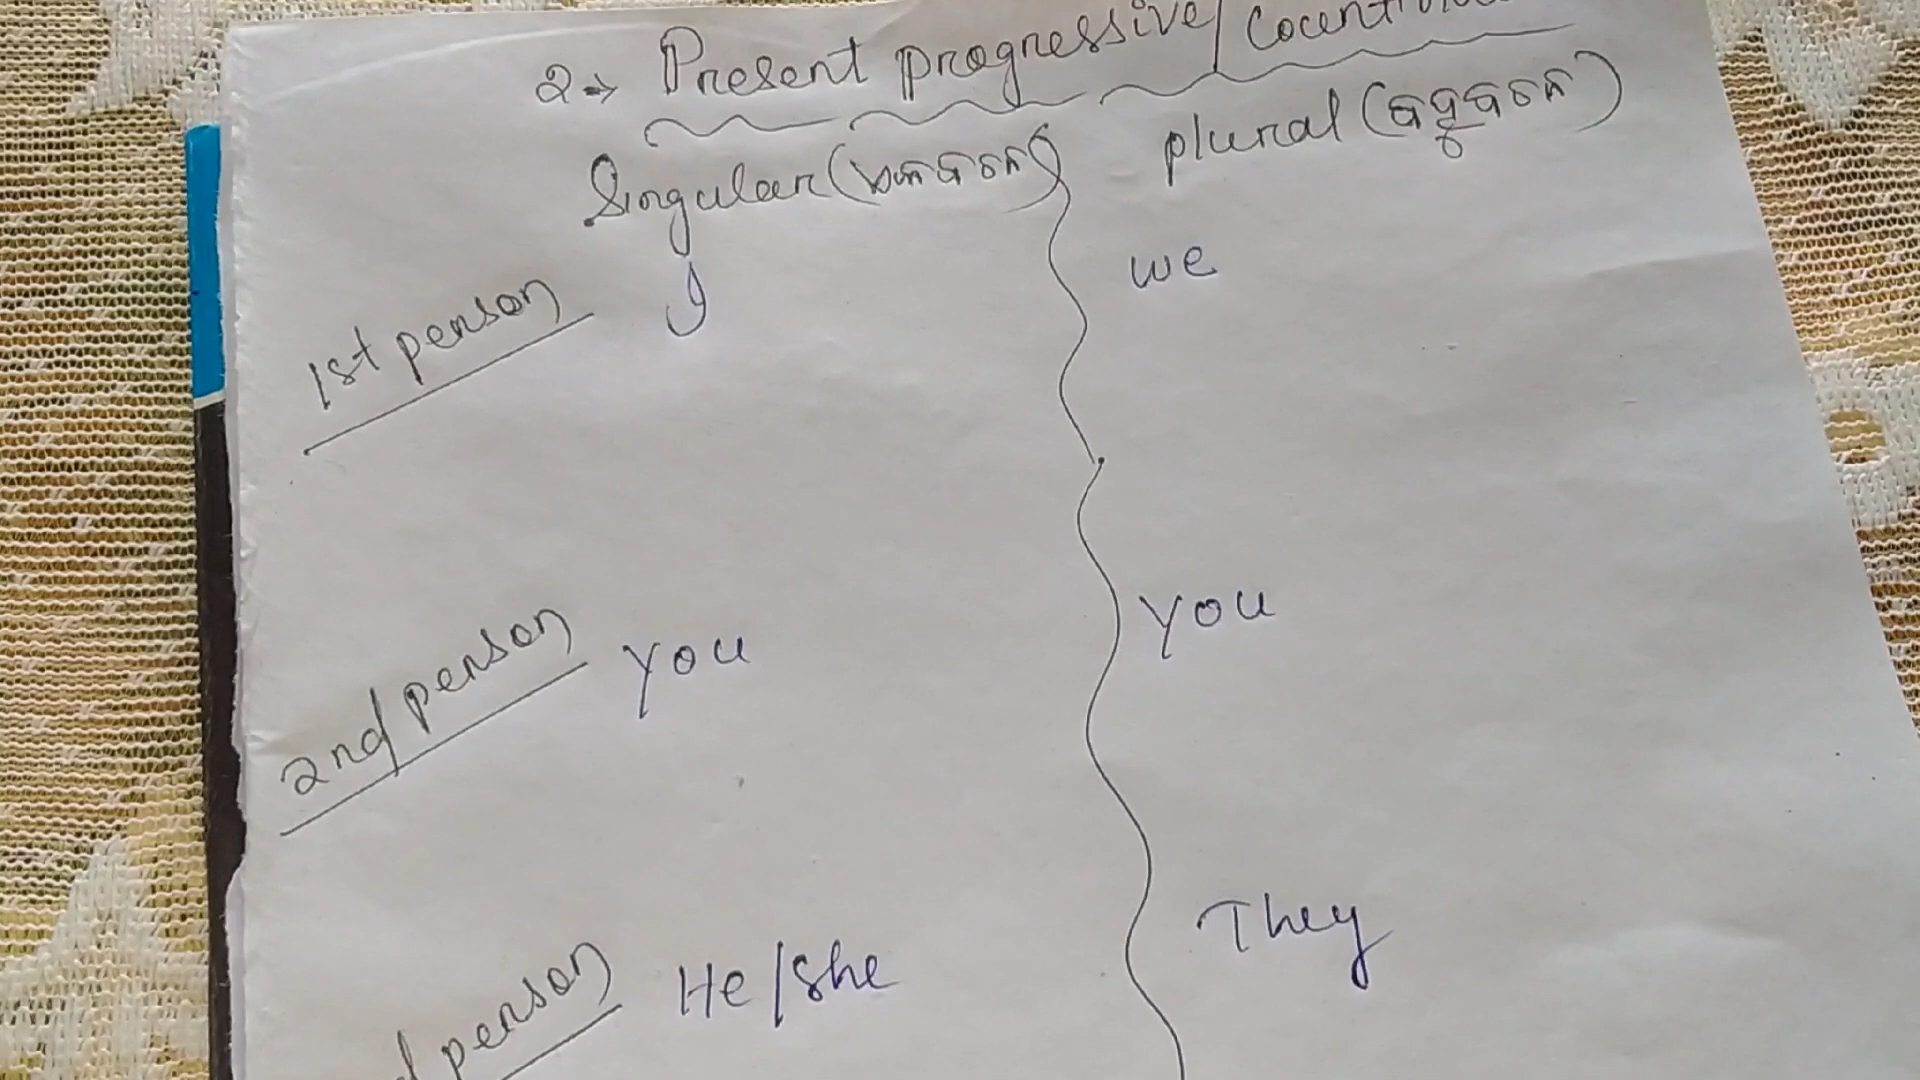 2→ Present progressive/
Singular (ଏକବଚନ) plural (ବହୁବଚନ)
1st person I we
2nd person you you
person He/she They